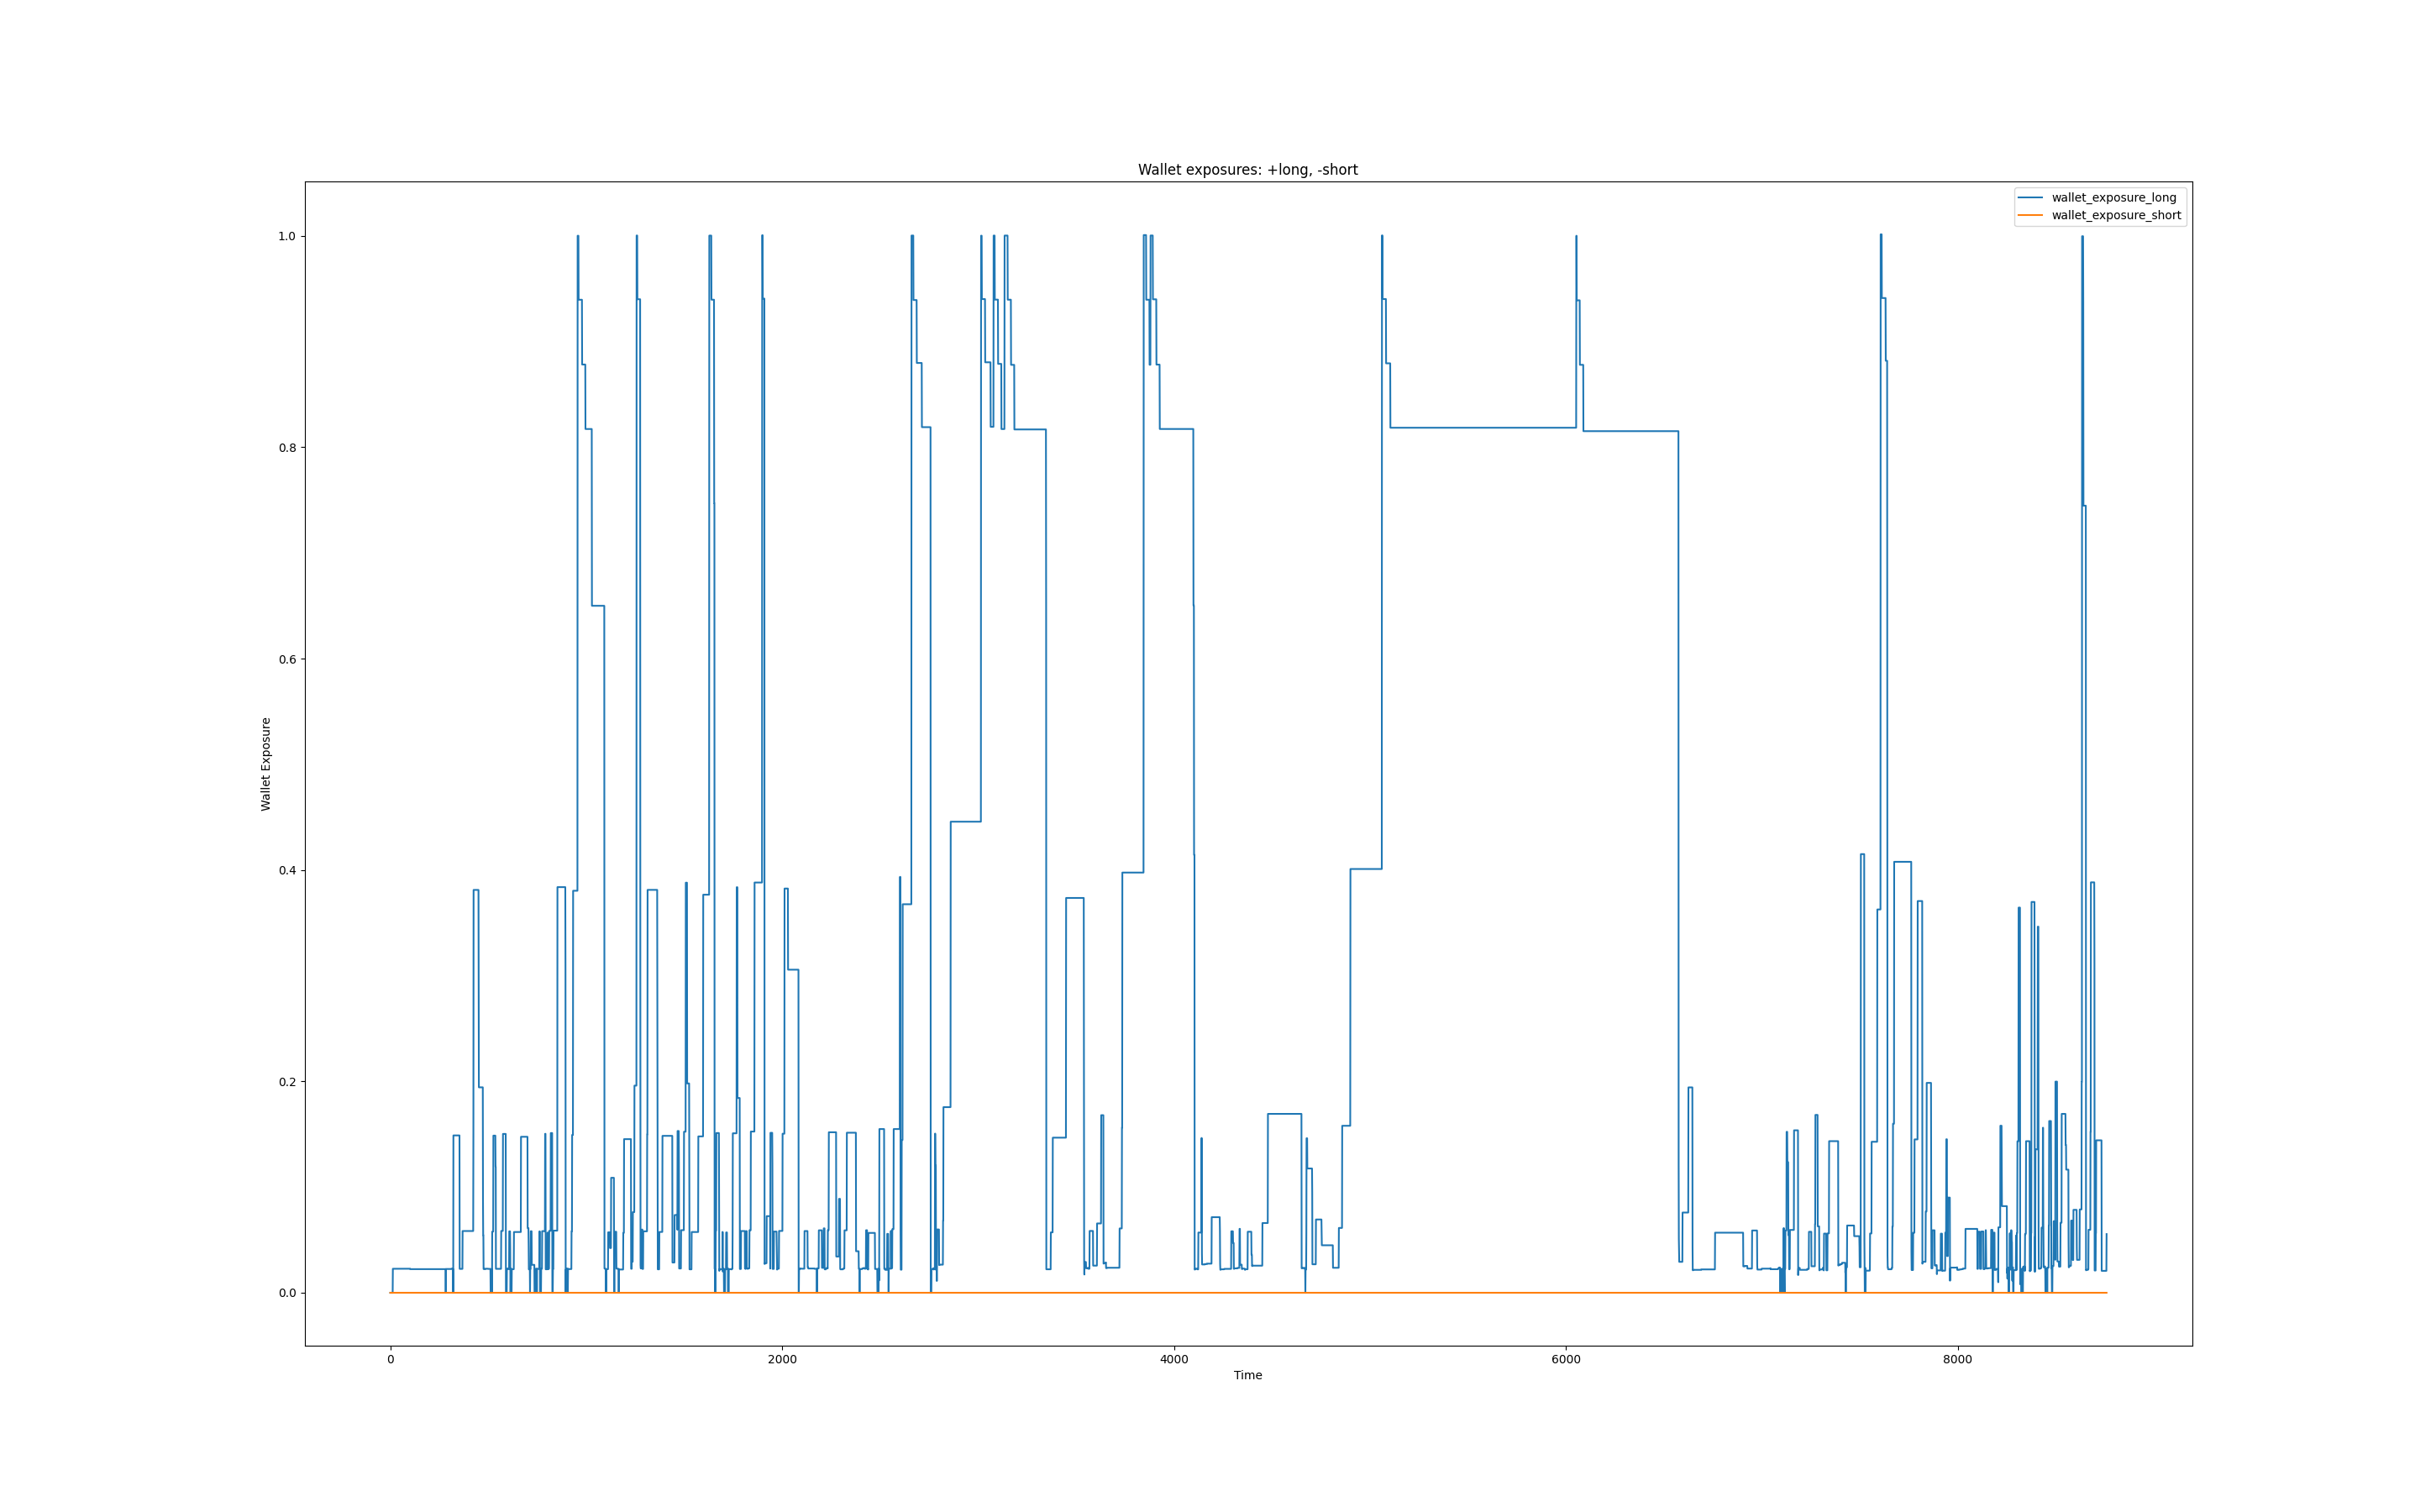 Wallet exposures: +long, -short
wallet_exposure_long
wallet_exposure_short
1.0
0.8
0.6
0.4
0.2
0.0
Wallet Exposure
0 2000 4000 6000 8000
Time